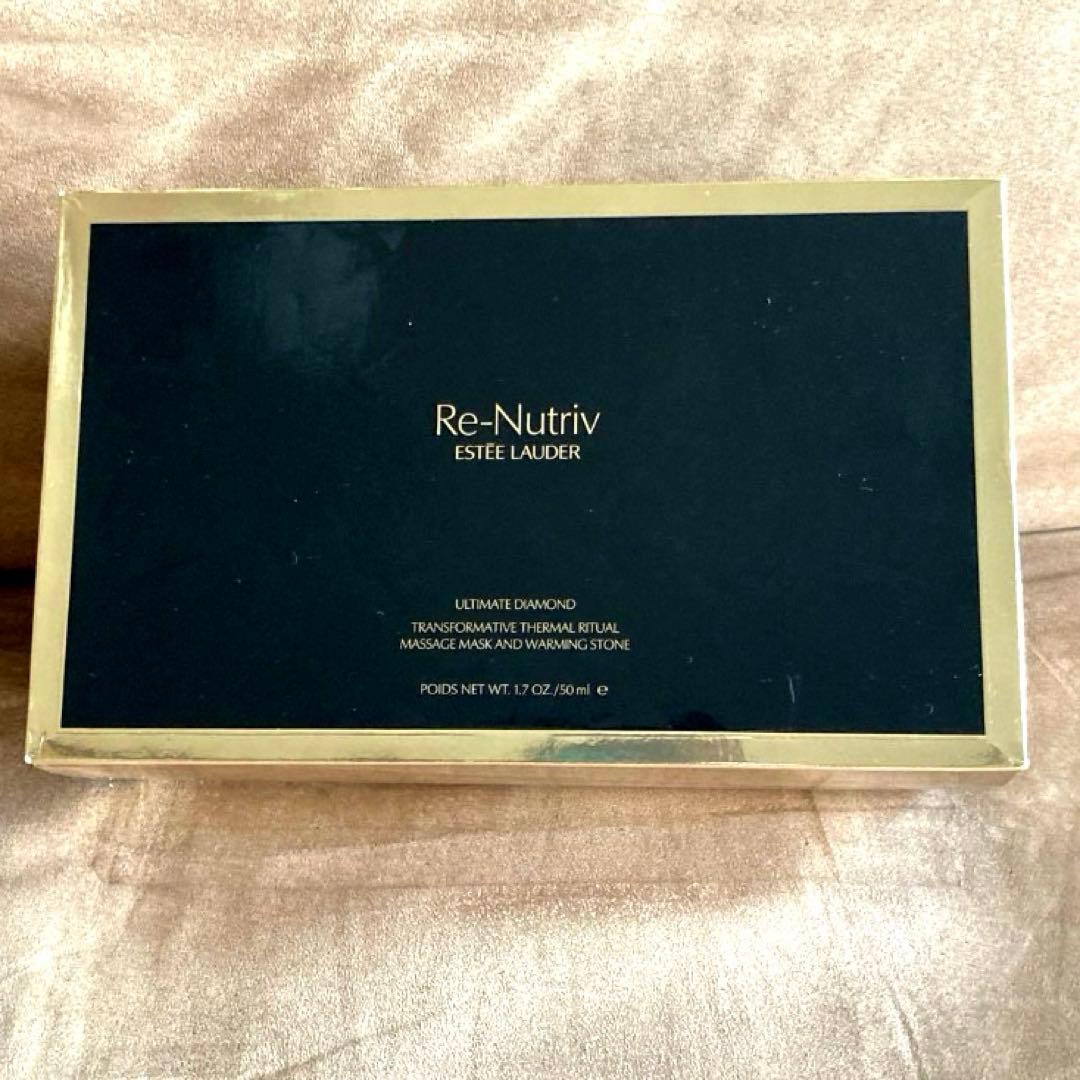 Re-Nutriv
ESTĒE LAUDER
ULTIMATE DIAMOND
TRANSFORMATIVE THERMAL RITUAL
MASSAGE MASK AND WARMING STONE
POIDS NET WT. 1.7 OZ./50 ml ℮